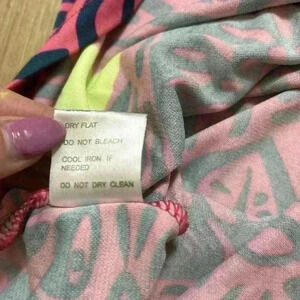 DRY FLAT
DO NOT BLEACH
COOL IRON IF
NEEDED
DO NOT DRY CLEAN